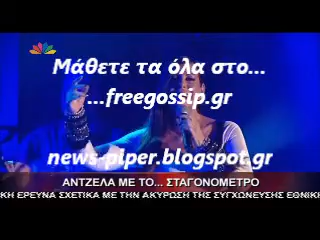 Μάθετε τα όλα στο...
...freegossip.gr
news-piper.blogspot.gr
ΑΝΤΖΕΛΑ ΜΕ ΤΟ... ΣΤΑΓΟΝΟΜΕΤΡΟ
ΚΗ ΕΡΕΥΝΑ ΣΧΕΤΙΚΑ ΜΕ ΤΗΝ ΑΚΥΡΩΣΗ ΤΗΣ ΣΥΓΧΩΝΕΥΣΗΣ ΕΘΝΙΚΗ